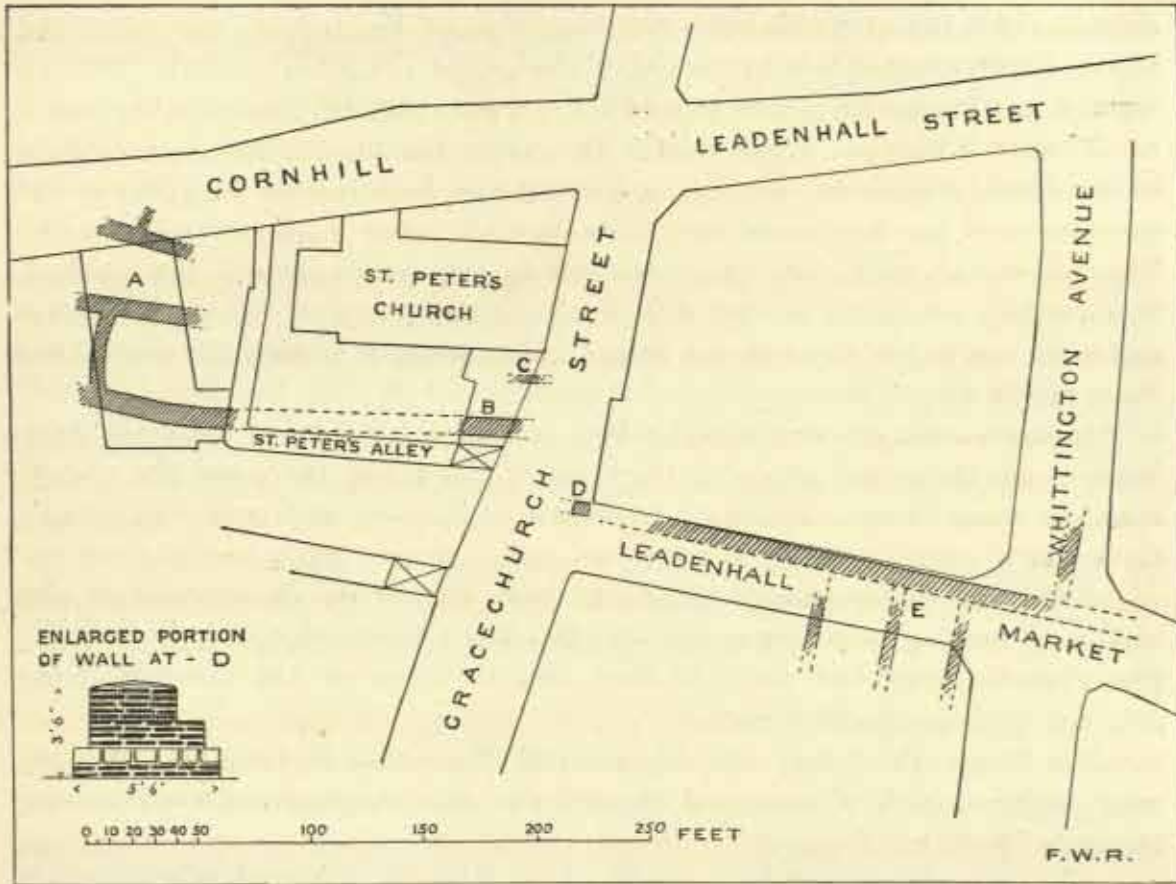 LEADENHALL STREET
CORNHILL
WHITTINGTON AVENUE
A
ST. PETER'S
CHURCH
GRACECHURCH STREET
C
B
ST. PETER'S ALLEY
D
LEADENHALL MARKET
E
ENLARGED PORTION
OF WALL AT - D
3' 6"
5' 6"
0 10 20 30 40 50 100 150 200 250 FEET
F.W.R.